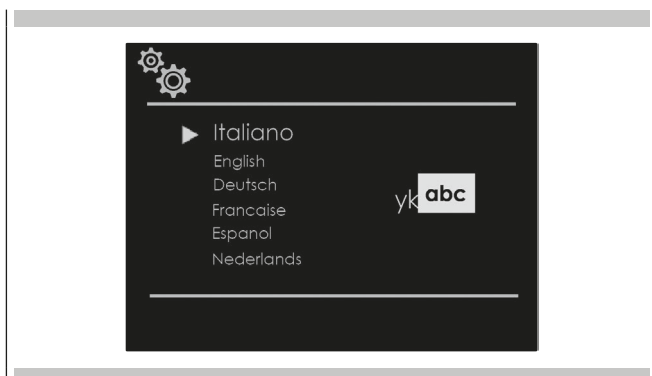 Italiano
English
Deutsch
Francaise
Espanol
Nederlands
yk abc